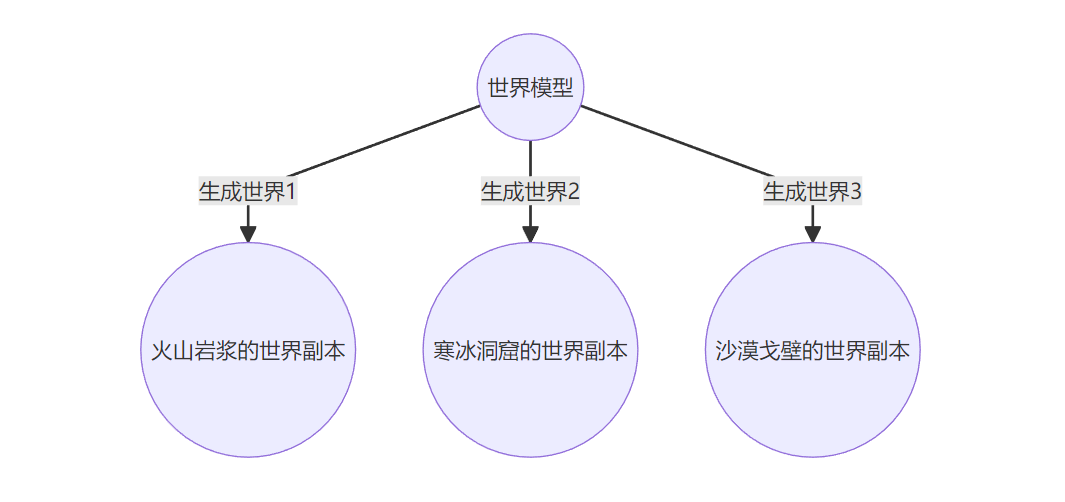 世界模型
生成世界1
生成世界2
生成世界3
火山岩浆的世界副本
寒冰洞窟的世界副本
沙漠戈壁的世界副本